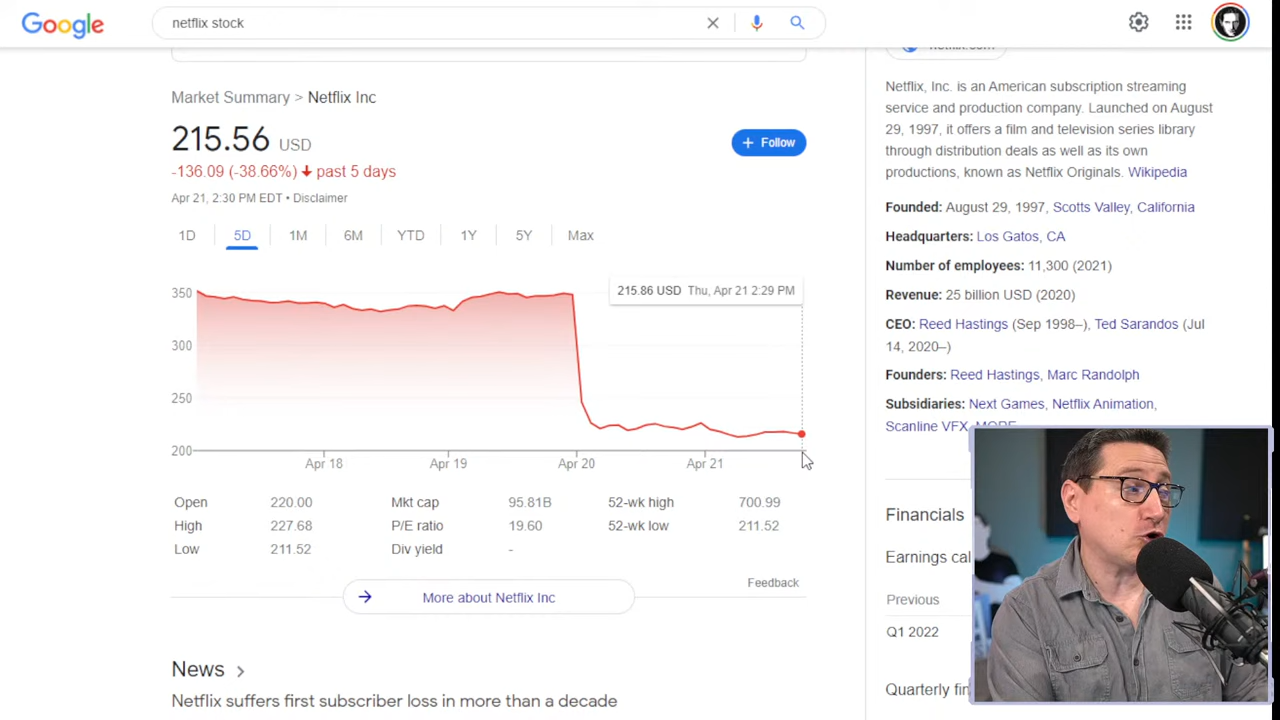 Google
netflix stock
Market Summary > Netflix Inc
215.56 USD
-136.09 (-38.66%) past 5 days
Apr 21, 2:30 PM EDT • Disclaimer
+ Follow
1D 5D 1M 6M YTD 1Y 5Y Max
215.86 USD Thu, Apr 21 2:29 PM
350
300
250
200
Apr 18 Apr 19 Apr 20 Apr 21
Open 220.00 Mkt cap 95.81B 52-wk high 700.99
High 227.68 P/E ratio 19.60 52-wk low 211.52
Low 211.52 Div yield -
Feedback
More about Netflix Inc
News >
Netflix suffers first subscriber loss in more than a decade
Netflix, Inc. is an American subscription streaming
service and production company. Launched on August
29, 1997, it offers a film and television series library
through distribution deals as well as its own
productions, known as Netflix Originals. Wikipedia
Founded: August 29, 1997, Scotts Valley, California
Headquarters: Los Gatos, CA
Number of employees: 11,300 (2021)
Revenue: 25 billion USD (2020)
CEO: Reed Hastings (Sep 1998–), Ted Sarandos (Jul
14, 2020–)
Founders: Reed Hastings, Marc Randolph
Subsidiaries: Next Games, Netflix Animation,
Scanline VFX,
Financials
Earnings cal
Previous
Q1 2022
Quarterly fin